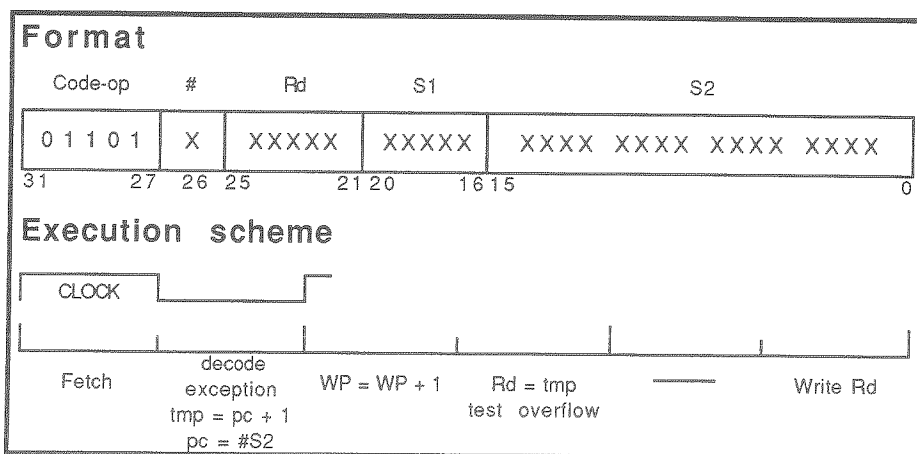 Format
Code-op # Rd S1 S2
0 1 1 0 1 X XXXXX XXXXX XXXX XXXX XXXX XXXX
31 27 26 25 21 20 16 15 0
Execution scheme
CLOCK
Fetch
decode
exception
tmp = pc + 1
pc = #S2
WP = WP + 1
Rd = tmp
test overflow
Write Rd